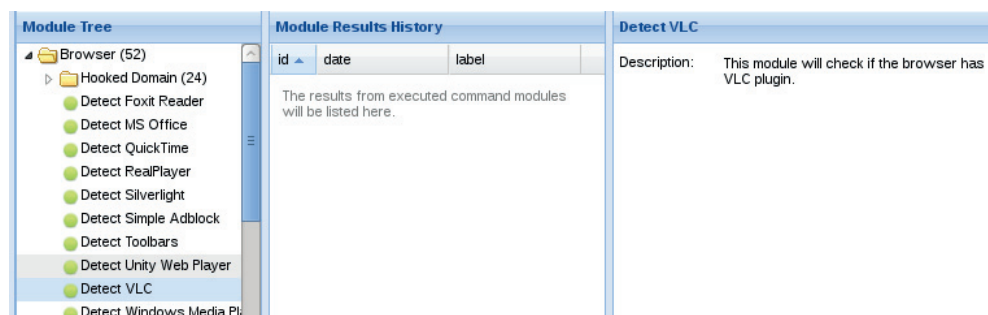 Module Tree
Browser (52)
Hooked Domain (24)
Detect Foxit Reader
Detect MS Office
Detect QuickTime
Detect RealPlayer
Detect Silverlight
Detect Simple Adblock
Detect Toolbars
Detect Unity Web Player
Detect VLC
Detect Windows Media
Module Results History
id date label
The results from executed command modules
will be listed here.
Detect VLC
Description: This module will check if the browser has
VLC plugin.